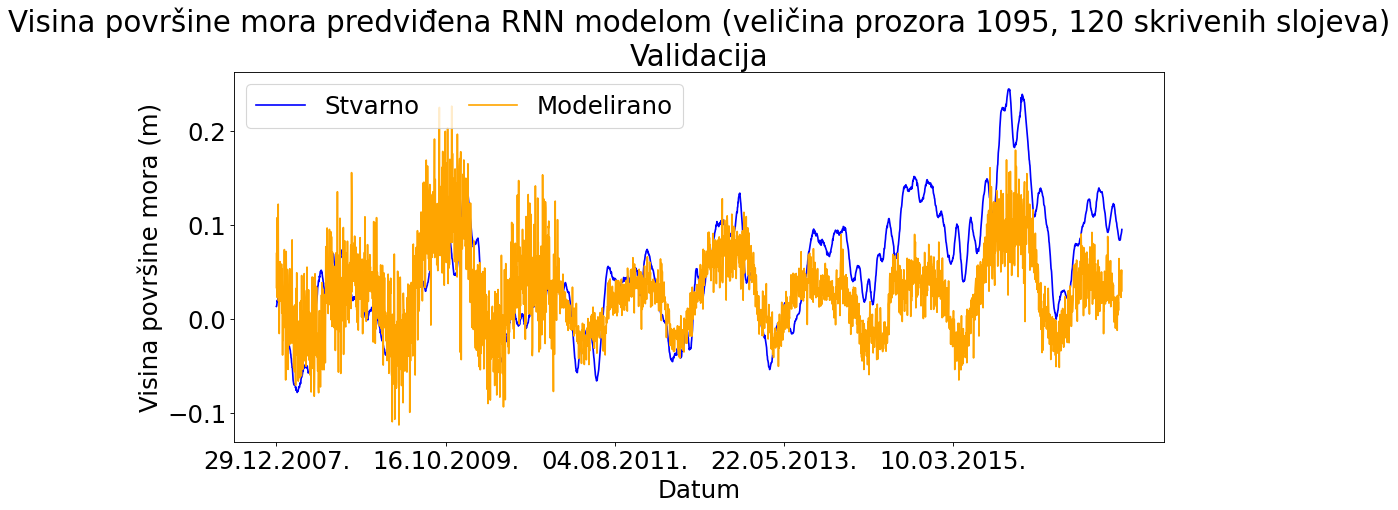 Visina površine mora predviđena RNN modelom (veličina prozora 1095, 120 skrivenih slojeva)
Validacija
Stvarno Modelirano
Visina površine mora (m)
0.2
0.1
0.0
−0.1
29.12.2007. 16.10.2009. 04.08.2011. 22.05.2013. 10.03.2015.
Datum